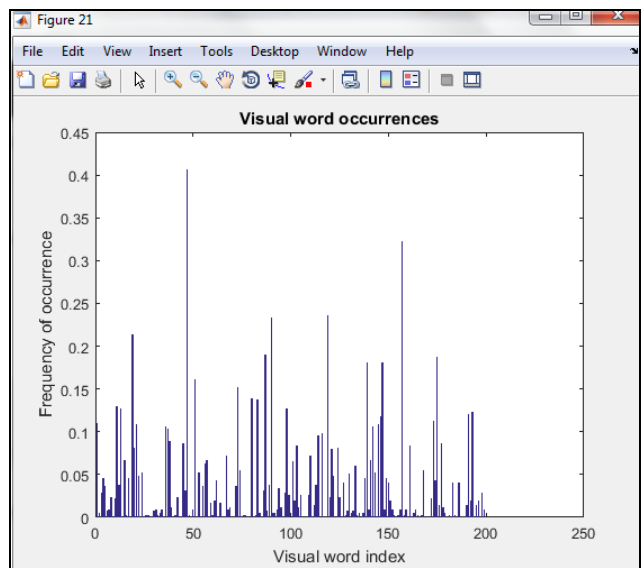 Figure 21
File Edit View Insert Tools Desktop Window Help
Visual word occurrences
0.45
0.4
0.35
0.3
0.25
0.2
0.15
0.1
0.05
0
Frequency of occurrence
0 50 100 150 200 250
Visual word index